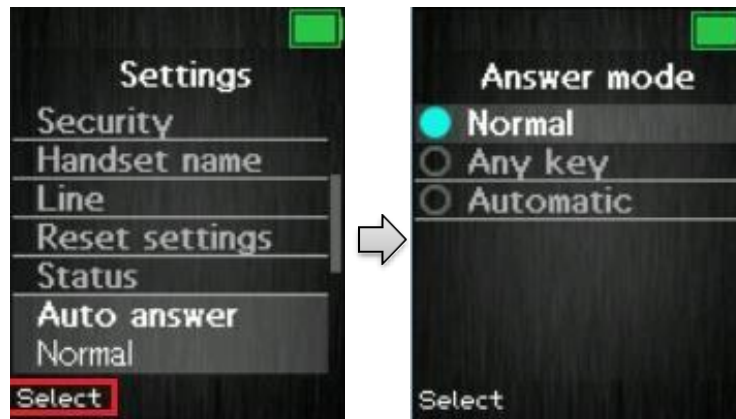 Settings
Security
Handset name
Line
Reset settings
Status
Auto answer
Normal
Select
Answer mode
Normal
Any key
Automatic
Select